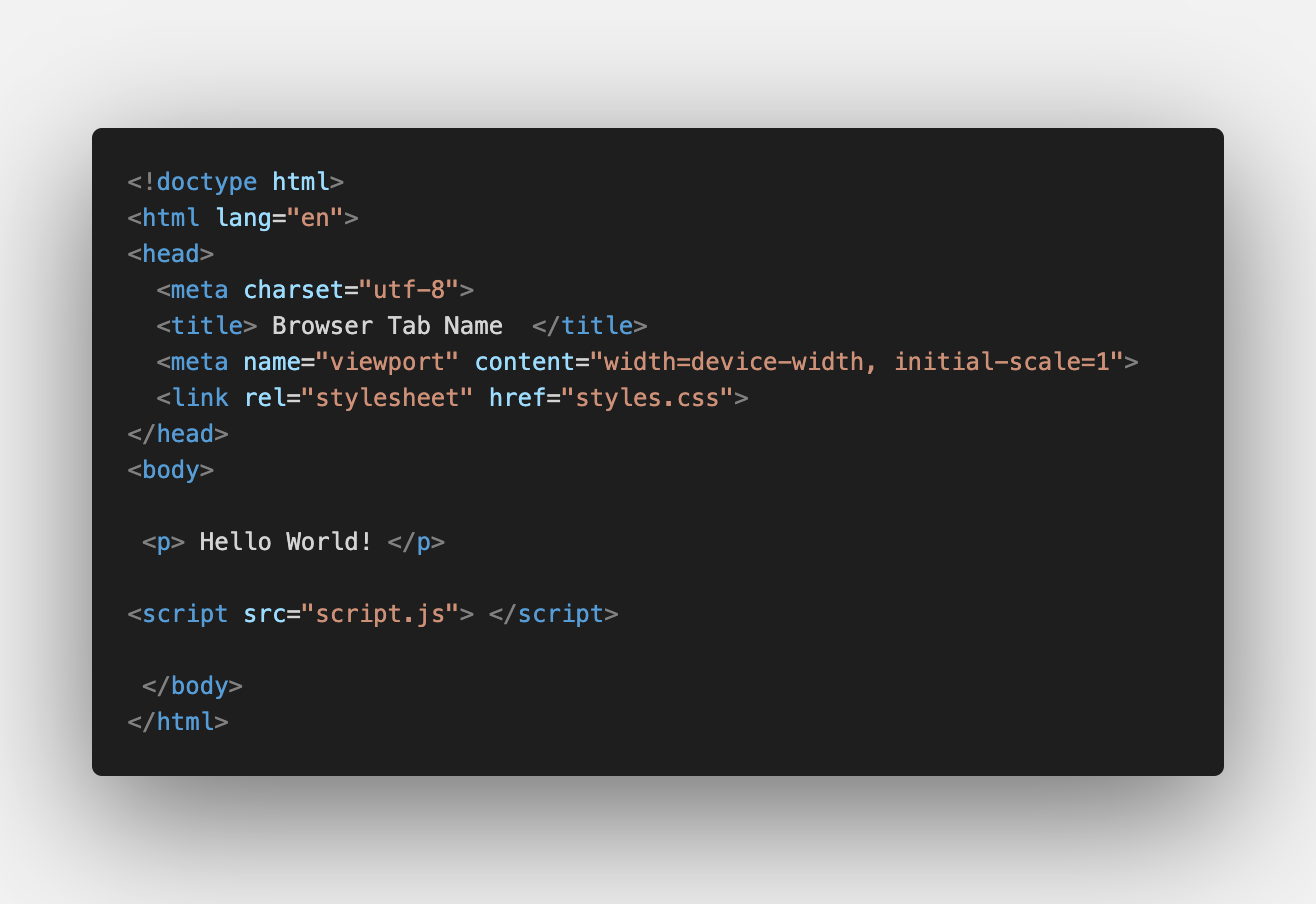 <!doctype html>
<html lang="en">
<head>
  <meta charset="utf-8">
  <title> Browser Tab Name  </title>
  <meta name="viewport" content="width=device-width, initial-scale=1">
  <link rel="stylesheet" href="styles.css">
</head>
<body>

 <p> Hello World! </p>

<script src="script.js"> </script>

 </body>
</html>